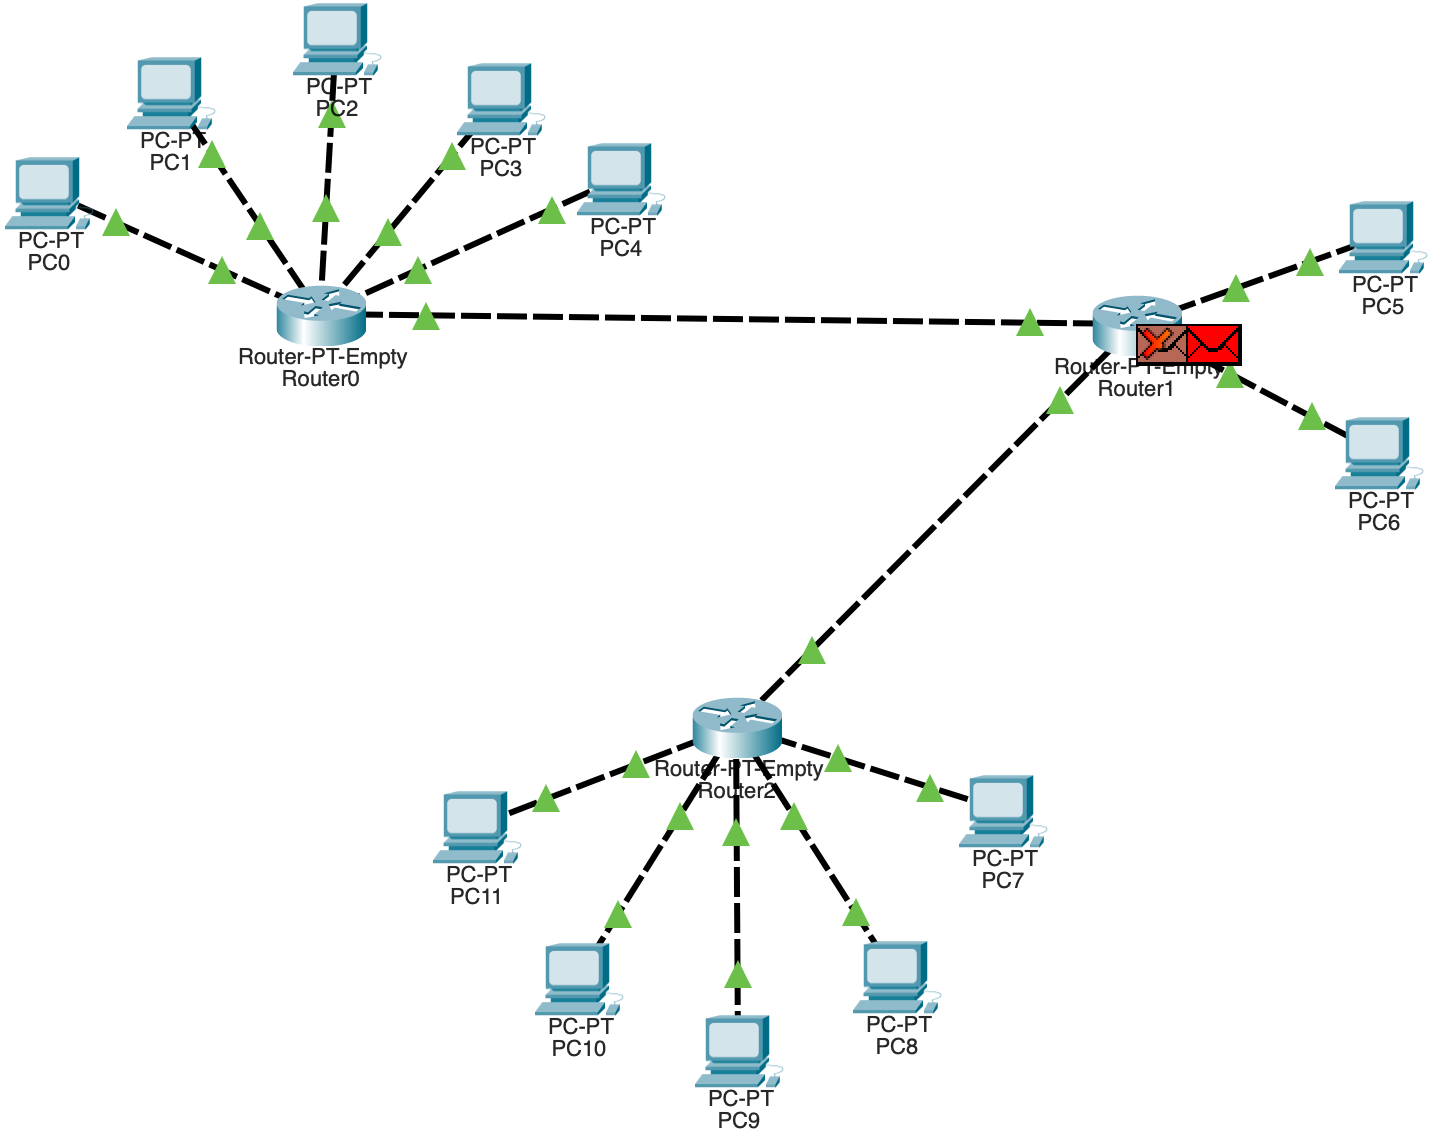 PC-PT
PC2
PC-PT
PC1
PC-PT
PC3
PC-PT
PC4
PC-PT
PC0
PC-PT
PC5
Router-PT-Empty
Router0
Router-PT-Empty
Router1
PC-PT
PC6
Router-PT-Empty
Router2
PC-PT
PC7
PC-PT
PC11
PC-PT
PC8
PC-PT
PC10
PC-PT
PC9